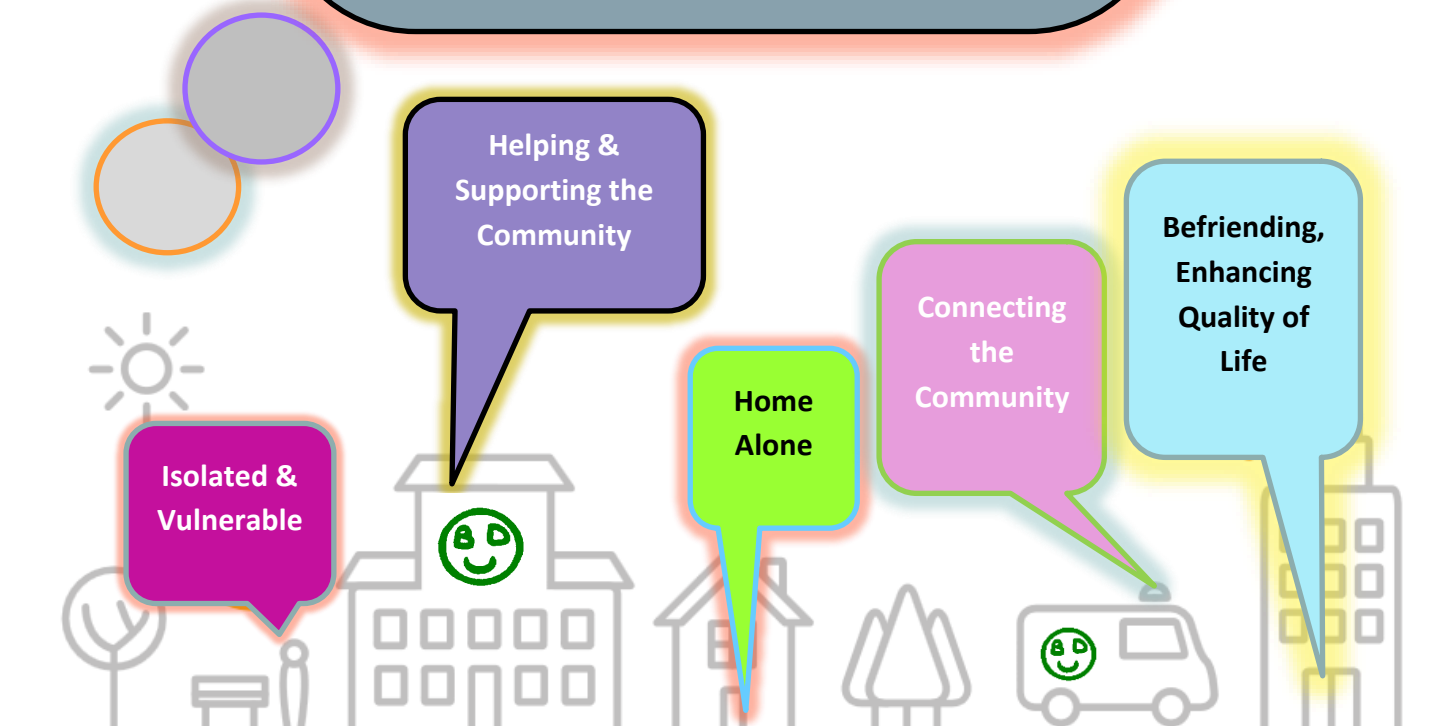 Helping &
Supporting the
Community
Befriending,
Enhancing
Quality of
Life
Connecting
the
Community
Home
Alone
Isolated &
Vulnerable
B D
B D